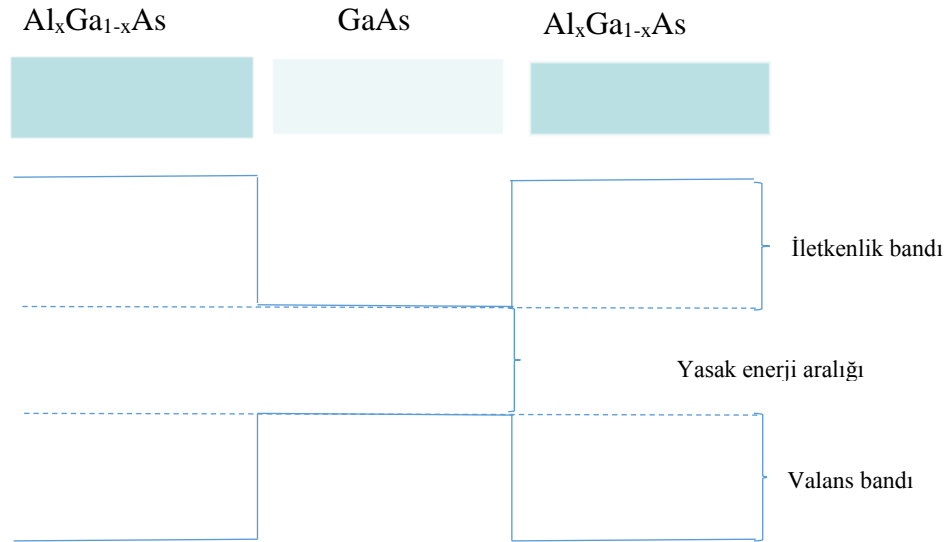 AlₓGa₁₋ₓAs
GaAs
AlₓGa₁₋ₓAs
İletkenlik bandı
Yasak enerji aralığı
Valans bandı